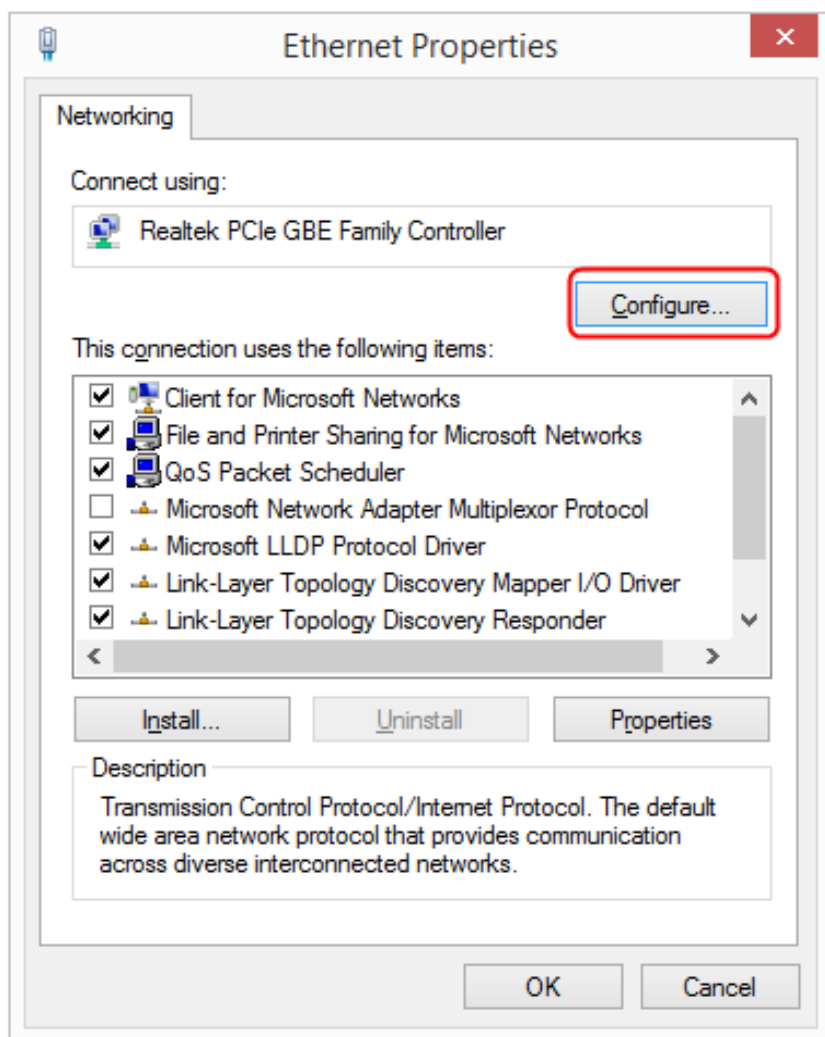 Ethernet Properties
Networking
Connect using:
Realtek PCIe GBE Family Controller
Configure...
This connection uses the following items:
Client for Microsoft Networks
File and Printer Sharing for Microsoft Networks
QoS Packet Scheduler
Microsoft Network Adapter Multiplexor Protocol
Microsoft LLDP Protocol Driver
Link-Layer Topology Discovery Mapper I/O Driver
Link-Layer Topology Discovery Responder
Install... Uninstall Properties
Description
Transmission Control Protocol/Internet Protocol. The default
wide area network protocol that provides communication
across diverse interconnected networks.
OK Cancel